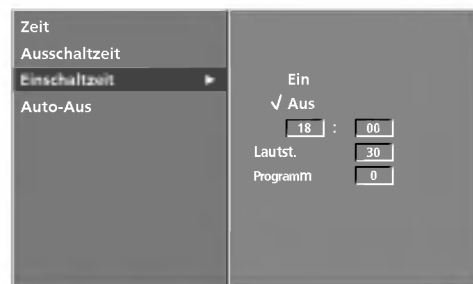 Zeit
Ausschaltzeit
Einschaltzeit
Auto-Aus
Ein
√ Aus
18 : 00
Lautst. 30
Programm 0